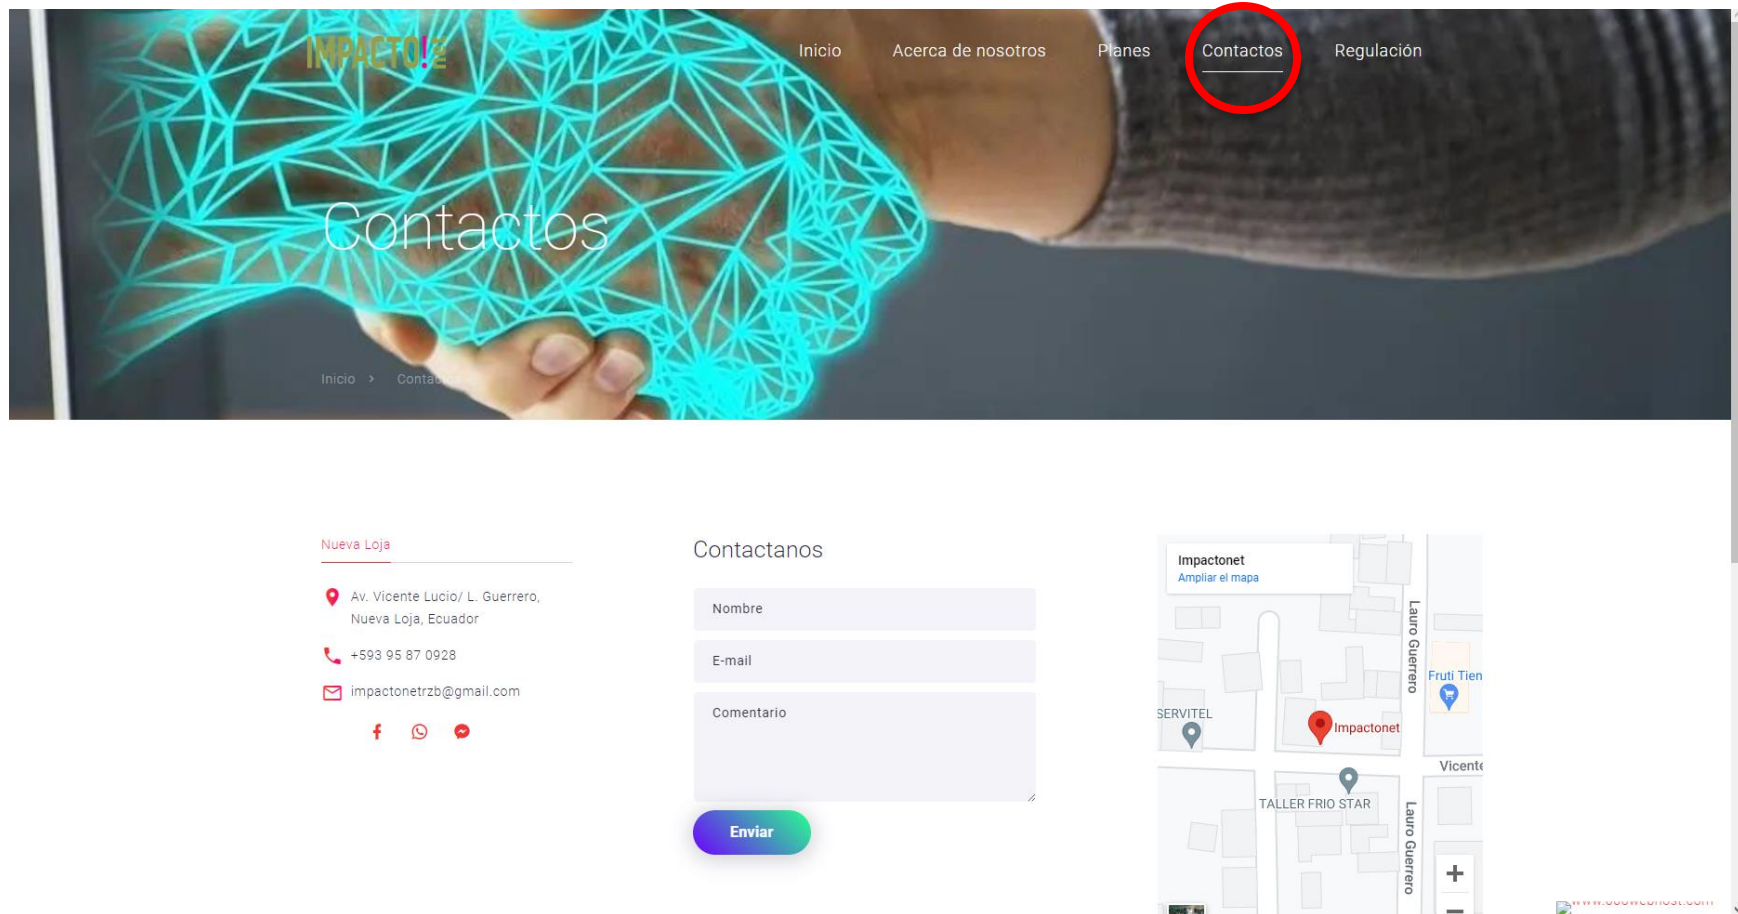 IMPACTO!
Inicio
Acerca de nosotros
Planes
Contactos
Regulación
Contactos
Inicio >
Nueva Loja
Av. Vicente Lucio/ L. Guerrero,
Nueva Loja, Ecuador
+593 95 87 0928
impactonetrzb@gmail.com
Contactanos
Nombre
E-mail
Comentario
Enviar
Impactonet
Ampliar el mapa
Lauro Guerrero
Fruti Tien
SERVITEL
Impactonet
Vicente
TALLER FRIO STAR
Lauro Guerrero
+
−